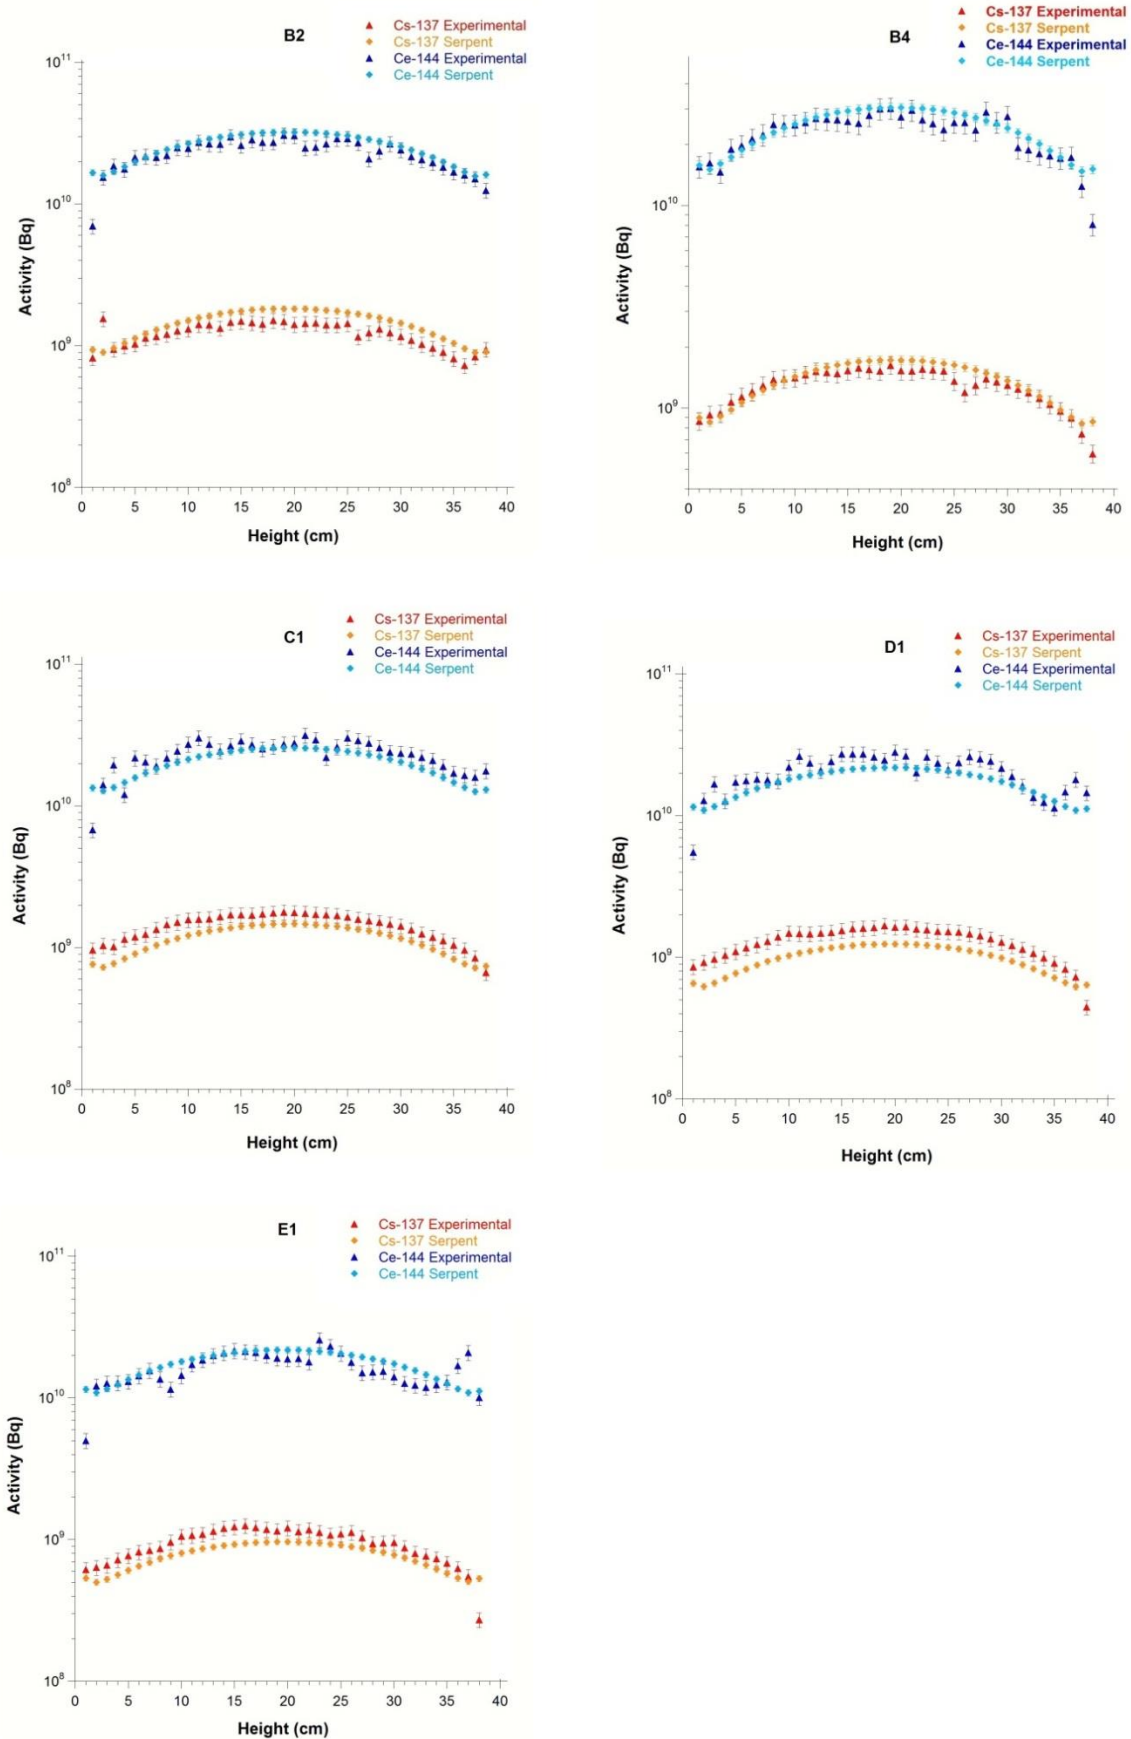 B2
Cs-137 Experimental
Cs-137 Serpent
Ce-144 Experimental
Ce-144 Serpent
10^11
10^10
10^9
10^8
Activity (Bq)
0 5 10 15 20 25 30 35 40
Height (cm)
B4
Cs-137 Experimental
Cs-137 Serpent
Ce-144 Experimental
Ce-144 Serpent
10^10
10^9
Activity (Bq)
0 5 10 15 20 25 30 35 40
Height (cm)
C1
Cs-137 Experimental
Cs-137 Serpent
Ce-144 Experimental
Ce-144 Serpent
10^11
10^10
10^9
10^8
Activity (Bq)
0 5 10 15 20 25 30 35 40
Height (cm)
D1
Cs-137 Experimental
Cs-137 Serpent
Ce-144 Experimental
Ce-144 Serpent
10^11
10^10
10^9
10^8
Activity (Bq)
0 5 10 15 20 25 30 35 40
Height (cm)
E1
Cs-137 Experimental
Cs-137 Serpent
Ce-144 Experimental
Ce-144 Serpent
10^11
10^10
10^9
10^8
Activity (Bq)
0 5 10 15 20 25 30 35 40
Height (cm)